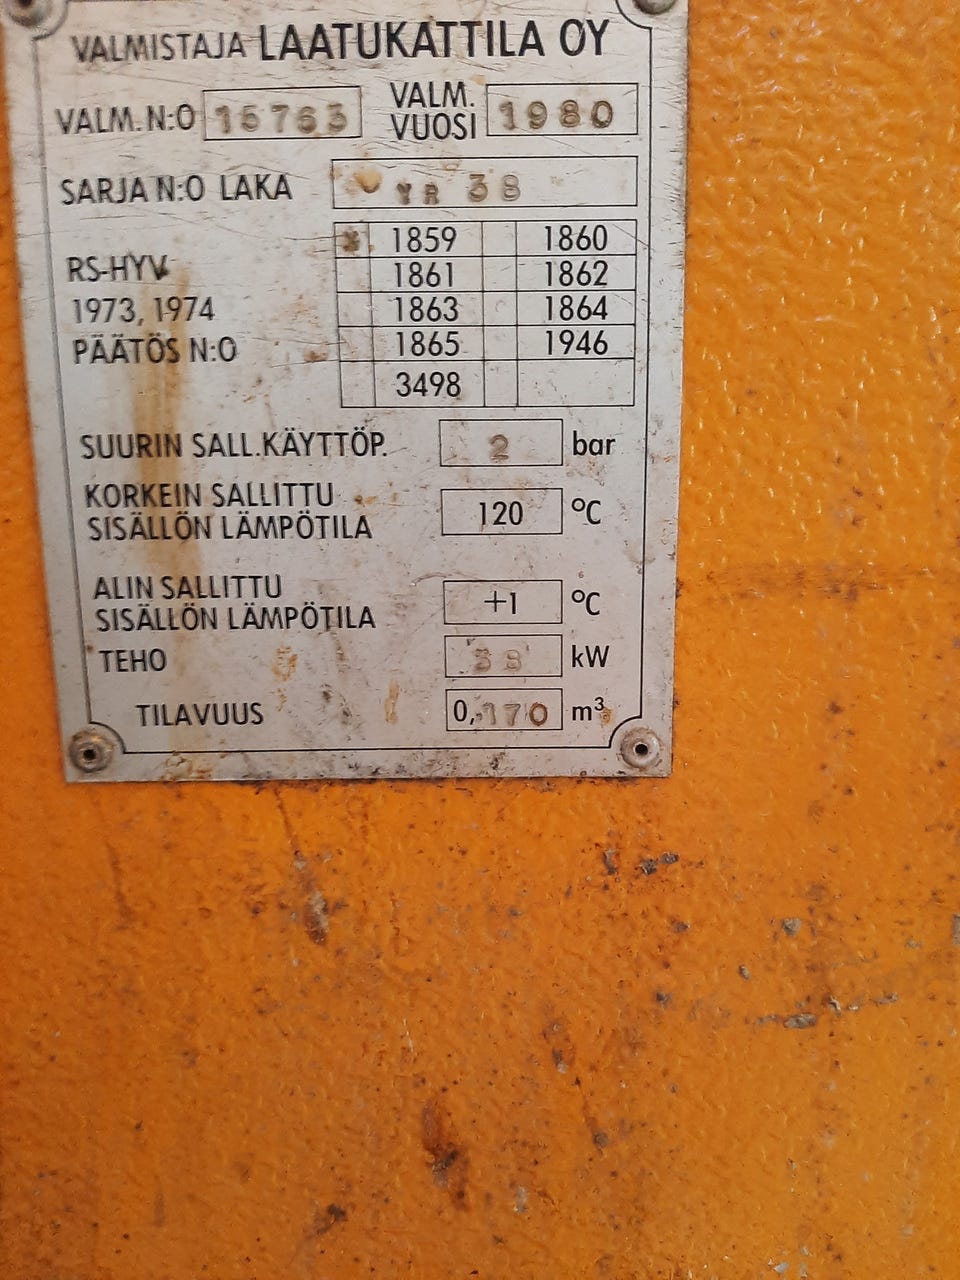 VALMISTAJA LAATUKATTILA OY
VALM. N:O 15763 VALM. VUOSI 1980
SARJA N:O LAKA YR 38
RS-HYV. 1973, 1974 PÄÄTÖS N:O
1859 1860
1861 1862
1863 1864
1865 1946
3498
SUURIN SALL. KÄYTTÖP. 2 bar
KORKEIN SALLITTU
SISÄLLÖN LÄMPÖTILA 120 °C
ALIN SALLITTU
SISÄLLÖN LÄMPÖTILA +1 °C
TEHO 38 kW
TILAVUUS 0,170 m³